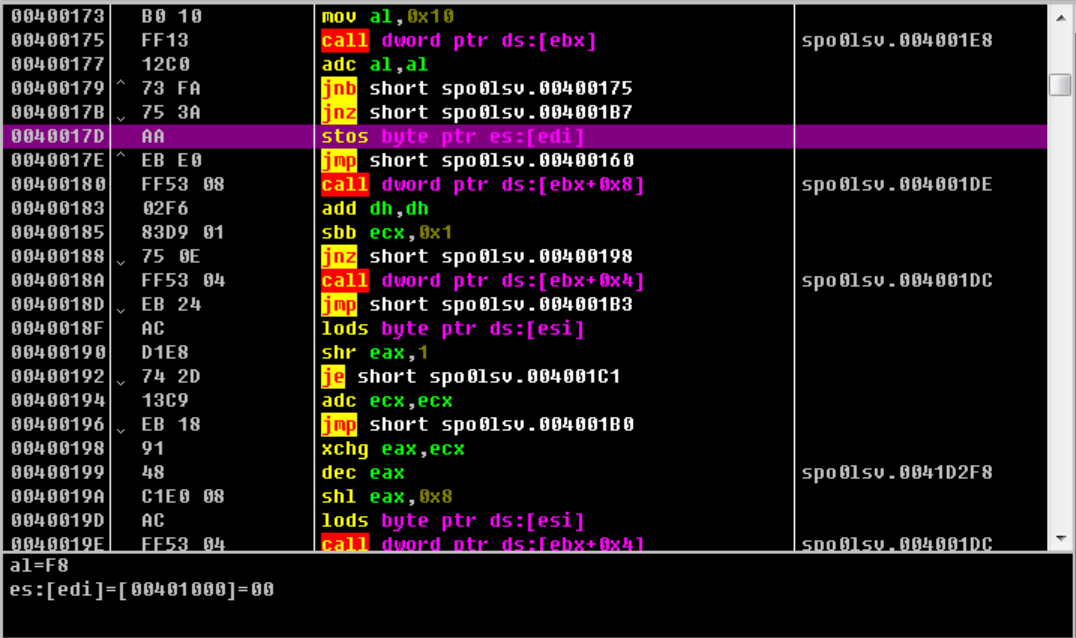 00400173 B0 10 mov al,0x10
00400175 FF13 call dword ptr ds:[ebx] spo0lsv.004001E8
00400177 12C0 adc al,al
00400179 ^ 73 FA jnb short spo0lsv.00400175
0040017B v 75 3A jnz short spo0lsv.004001B7
0040017D AA stos byte ptr es:[edi]
0040017E ^ EB E0 jmp short spo0lsv.00400160
00400180 FF53 08 call dword ptr ds:[ebx+0x8] spo0lsv.004001DE
00400183 02F6 add dh,dh
00400185 83D9 01 sbb ecx,0x1
00400188 v 75 0E jnz short spo0lsv.00400198
0040018A FF53 04 call dword ptr ds:[ebx+0x4] spo0lsv.004001DC
0040018D v EB 24 jmp short spo0lsv.004001B3
0040018F AC lods byte ptr ds:[esi]
00400190 D1E8 shr eax,1
00400192 v 74 2D je short spo0lsv.004001C1
00400194 13C9 adc ecx,ecx
00400196 v EB 18 jmp short spo0lsv.004001B0
00400198 91 xchg eax,ecx
00400199 48 dec eax spo0lsv.0041D2F8
0040019A C1E0 08 shl eax,0x8
0040019D AC lods byte ptr ds:[esi]
0040019E FF53 04 call dword ptr ds:[ebx+0x4] spo0lsv.004001DC
al=F8
es:[edi]=[00401000]=00